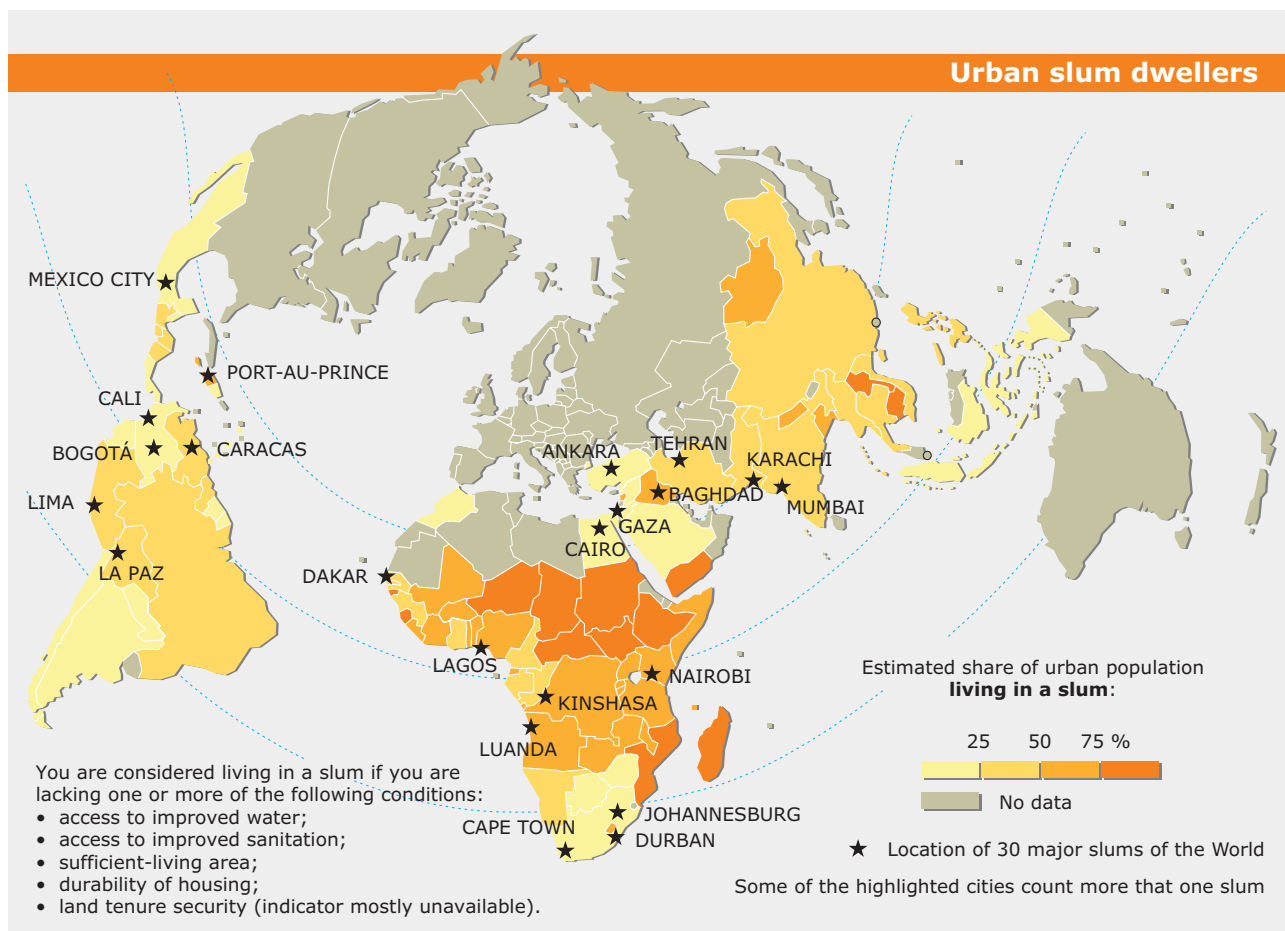 Urban slum dwellers
MEXICO CITY
PORT-AU-PRINCE
CALI
BOGOTÁ
CARACAS
LIMA
LA PAZ
ANKARA
TEHRAN
KARACHI
BAGHDAD
MUMBAI
GAZA
CAIRO
DAKAR
LAGOS
NAIROBI
KINSHASA
LUANDA
JOHANNESBURG
CAPE TOWN
DURBAN
You are considered living in a slum if you are
lacking one or more of the following conditions:
• access to improved water;
• access to improved sanitation;
• sufficient-living area;
• durability of housing;
• land tenure security (indicator mostly unavailable).
Estimated share of urban population
living in a slum:
25 50 75 %
No data
★ Location of 30 major slums of the World
Some of the highlighted cities count more that one slum